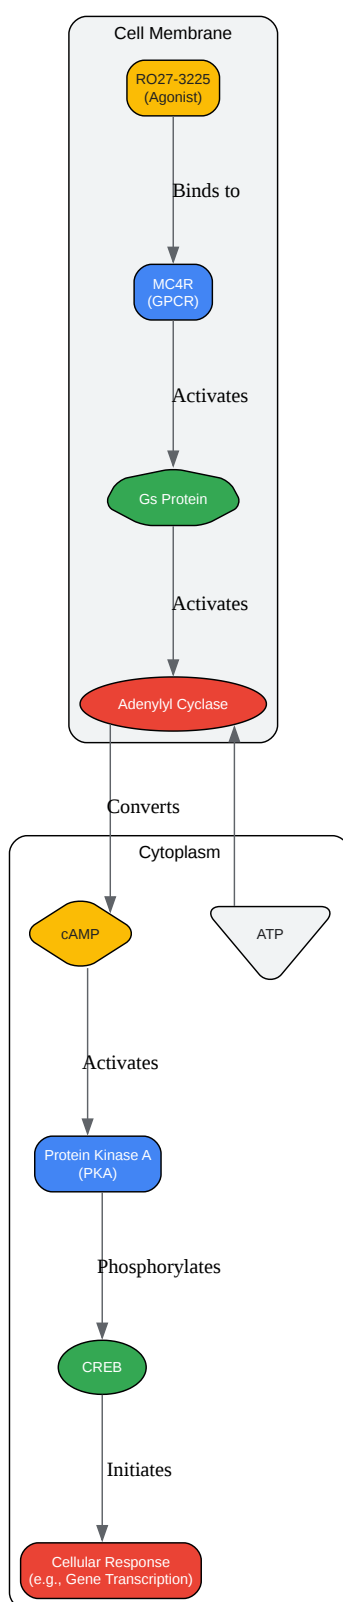 Cell Membrane
RO27-3225
(Agonist)
Binds to
MC4R
(GPCR)
Activates
Gs Protein
Activates
Adenylyl Cyclase
Converts
Cytoplasm
cAMP
ATP
Activates
Protein Kinase A
(PKA)
Phosphorylates
CREB
Initiates
Cellular Response
(e.g., Gene Transcription)